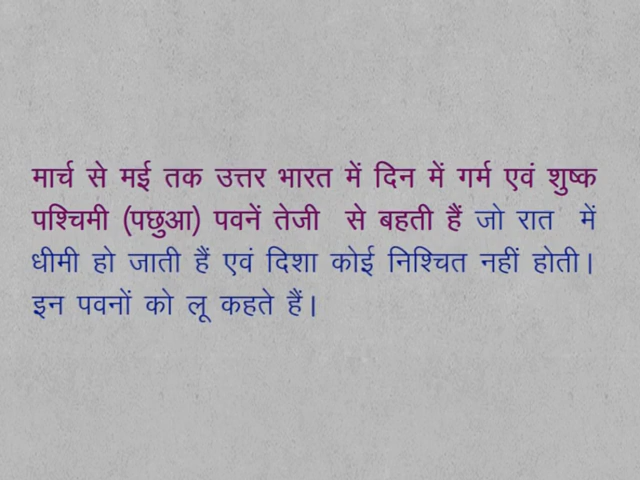 मार्च से मई तक उत्तर भारत में दिन में गर्म एवं शुष्क
पश्चिमी (पछुआ) पवनें तेजी से बहती हैं जो रात में
धीमी हो जाती हैं एवं दिशा कोई निश्चित नहीं होती।
इन पवनों को लू कहते हैं।